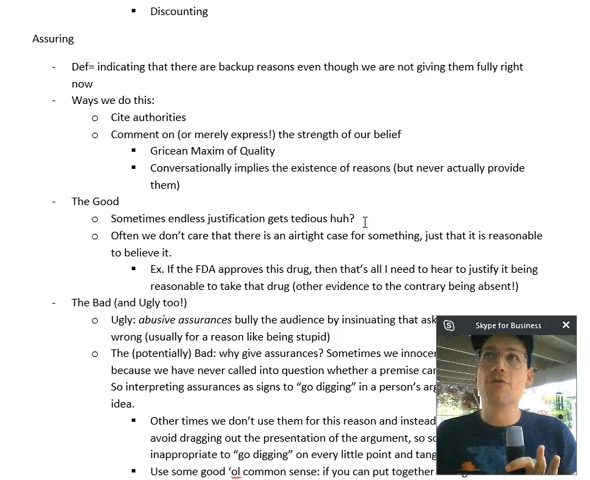 ▪ Discounting
Assuring
- Def= indicating that there are backup reasons even though we are not giving them fully right
now
- Ways we do this:
o Cite authorities
o Comment on (or merely express!) the strength of our belief
▪ Gricean Maxim of Quality
▪ Conversationally implies the existence of reasons (but never actually provide
them)
- The Good
o Sometimes endless justification gets tedious huh?
o Often we don't care that there is an airtight case for something, just that it is reasonable
to believe it.
▪ Ex. If the FDA approves this drug, then that's all I need to hear to justify it being
reasonable to take that drug (other evidence to the contrary being absent!)
- The Bad (and Ugly too!)
o Ugly: abusive assurances bully the audience by insinuating that ask
wrong (usually for a reason like being stupid)
o The (potentially) Bad: why give assurances? Sometimes we innocen
because we have never called into question whether a premise can
So interpreting assurances as signs to "go digging" in a person's arg
idea.
▪ Other times we don't use them for this reason and instead
avoid dragging out the presentation of the argument, so so
inappropriate to "go digging" on every little point and tang
▪ Use some good 'ol common sense: if you can put together
Skype for Business